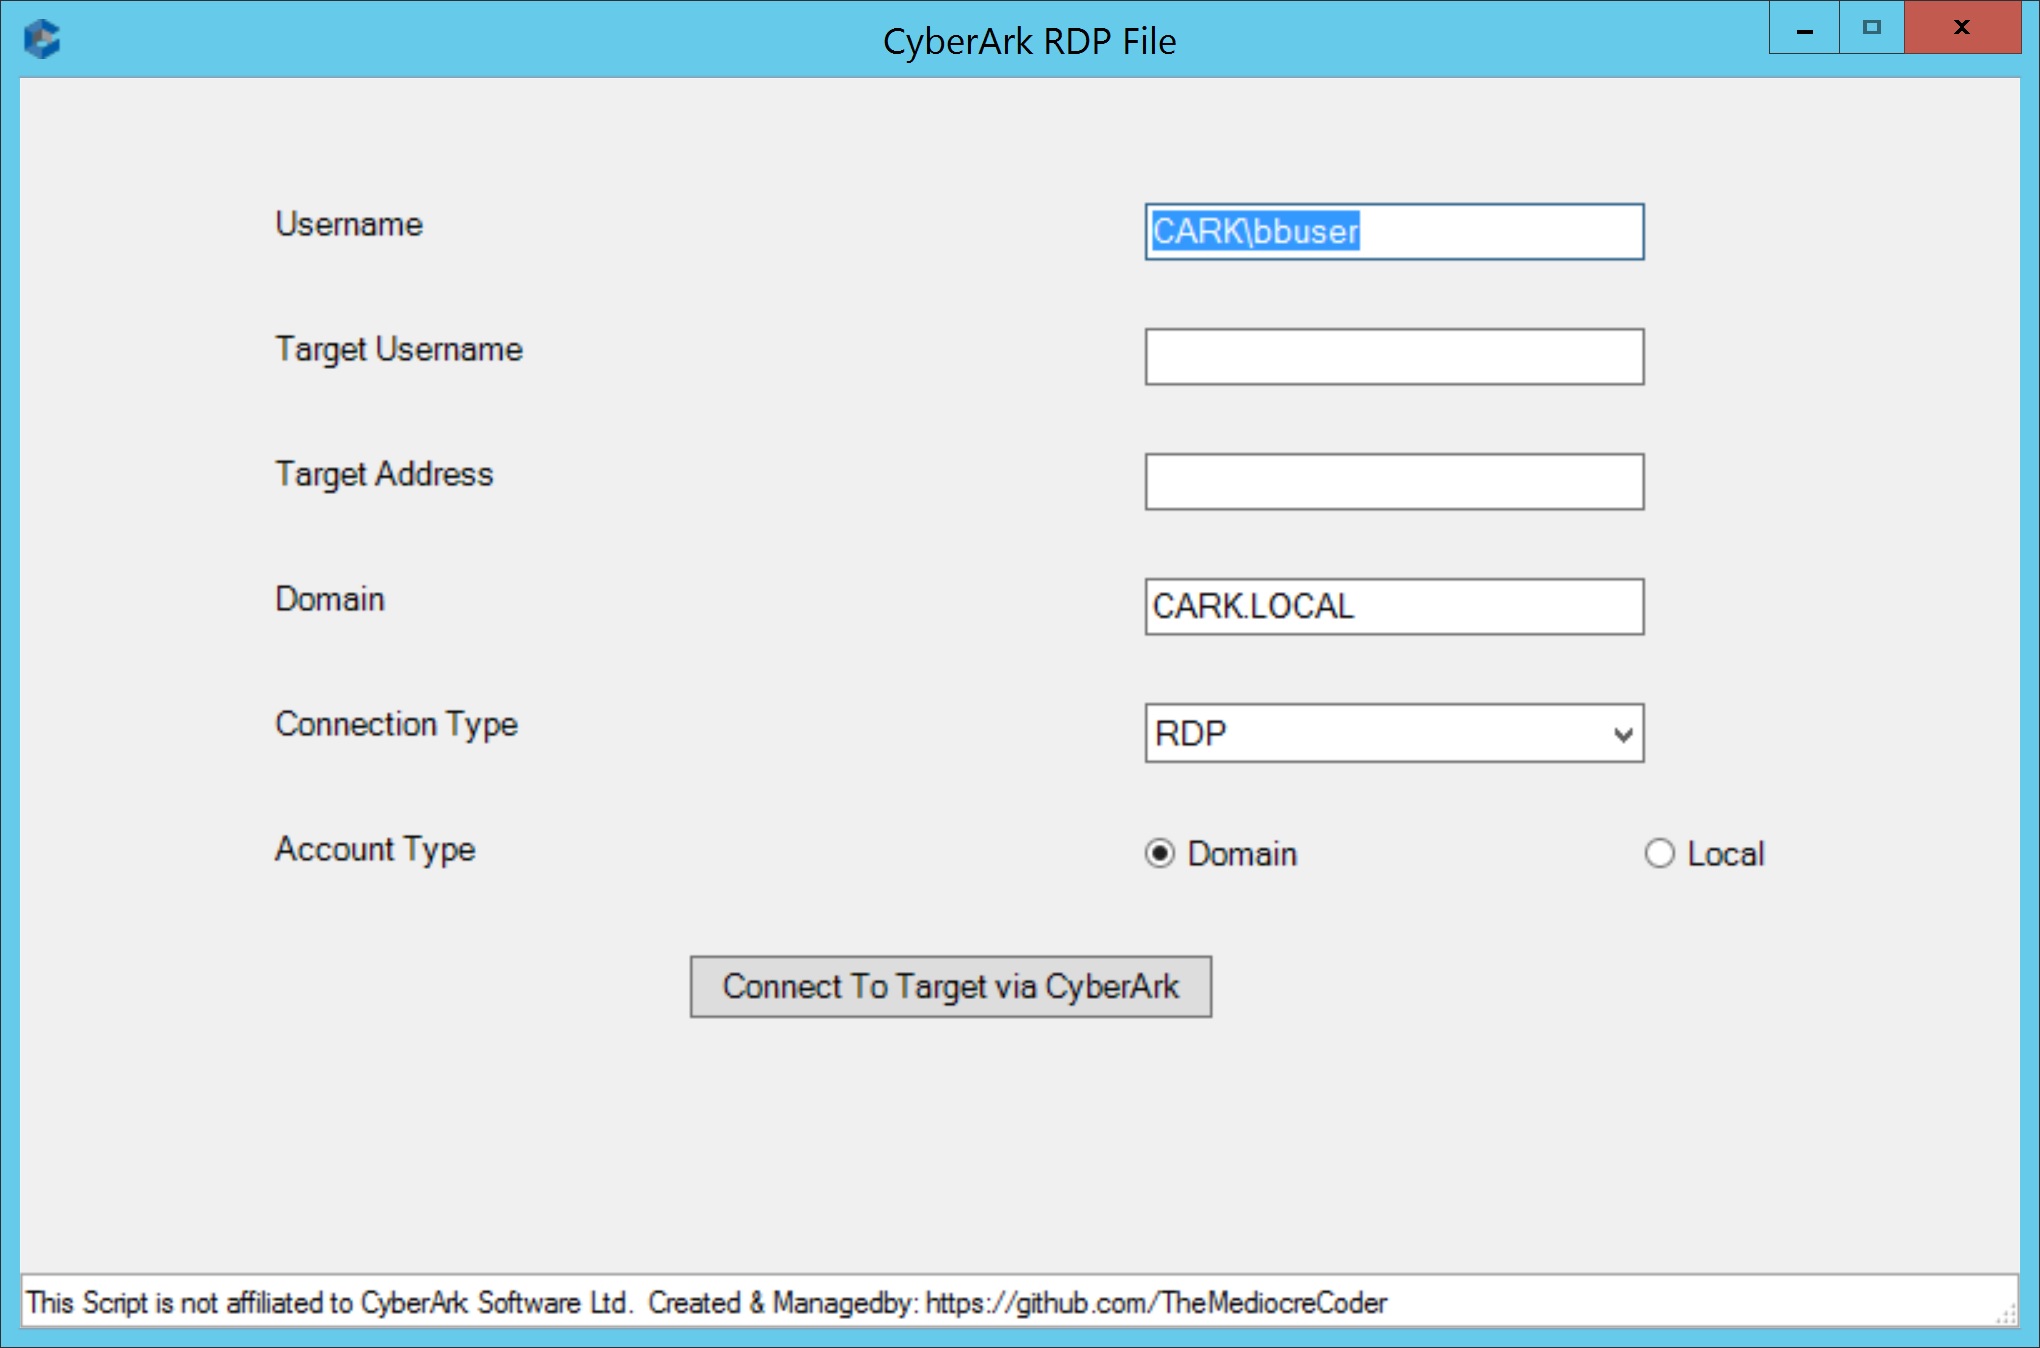 CyberArk RDP File
Username
CARK\bbuser
Target Username
Target Address
Domain
CARK.LOCAL
Connection Type
RDP
Account Type
Domain
Local
Connect To Target via CyberArk
This Script is not affiliated to CyberArk Software Ltd.  Created & Managedby: https://github.com/TheMediocreCoder